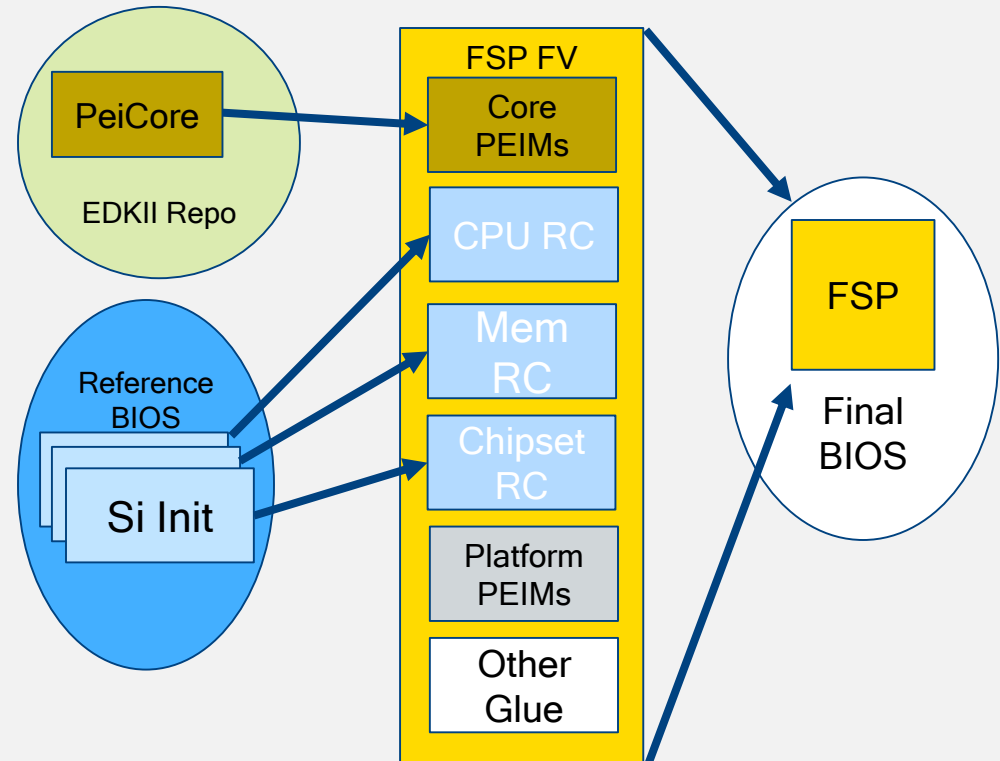 PeiCore
EDKII Repo
Reference
BIOS
Si Init
FSP FV
Core
PEIMs
CPU RC
Mem
RC
Chipset
RC
Platform
PEIMs
Other
Glue
FSP
Final
BIOS